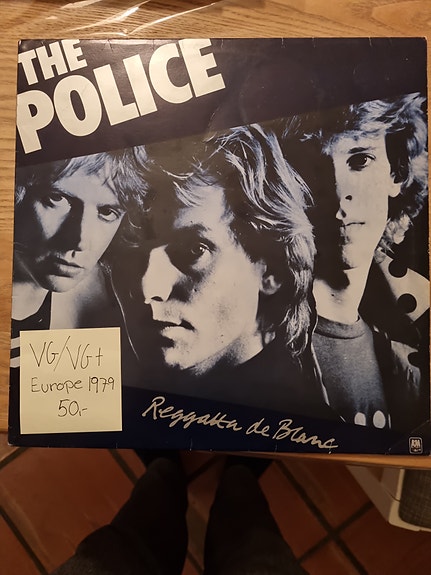 THE
POLICE
VG/VG+
Europe 1979
50,-
Reggatta de Blanc
A&M